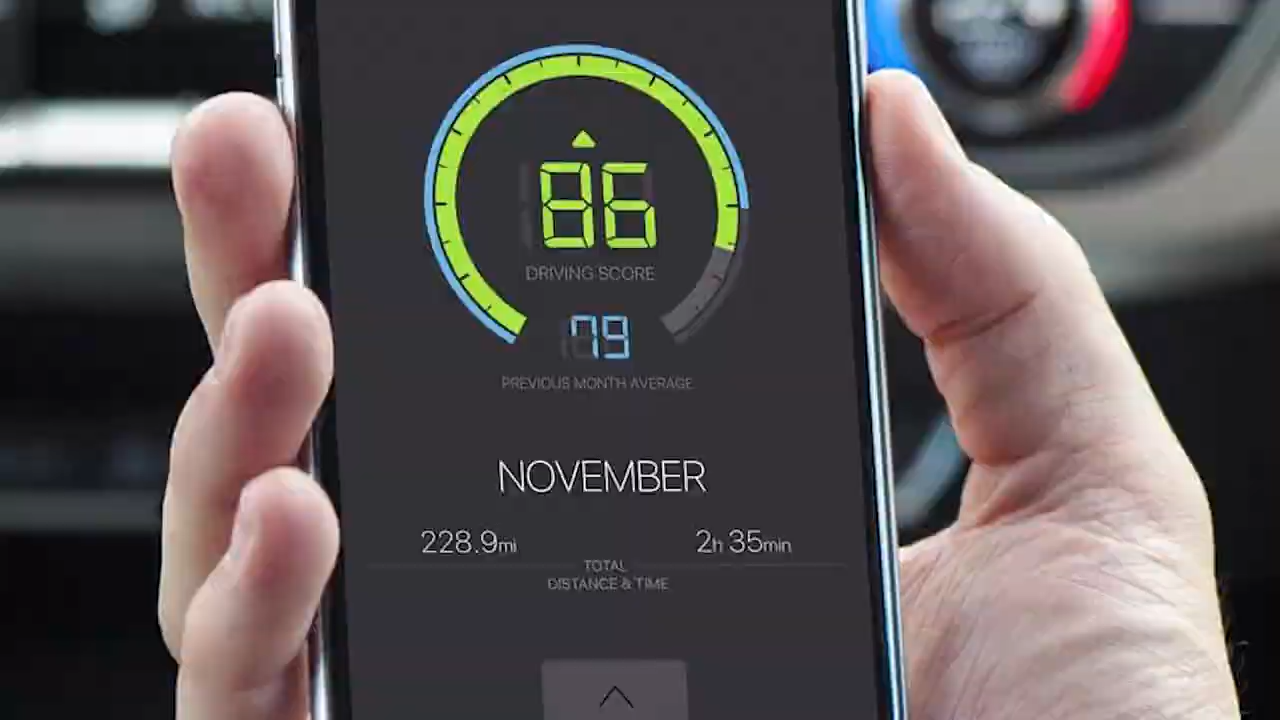 86
DRIVING SCORE
79
PREVIOUS MONTH AVERAGE
NOVEMBER
228.9mi 2h 35min
TOTAL
DISTANCE & TIME